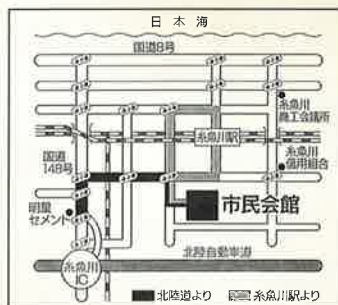 日本海
国道8号
糸魚川
商工会議所
糸魚川駅
国道
148号
糸魚川
信用組合
明星
セメント
市民会館
北陸自動車道
糸魚川
IC
北陸道より
糸魚川駅より